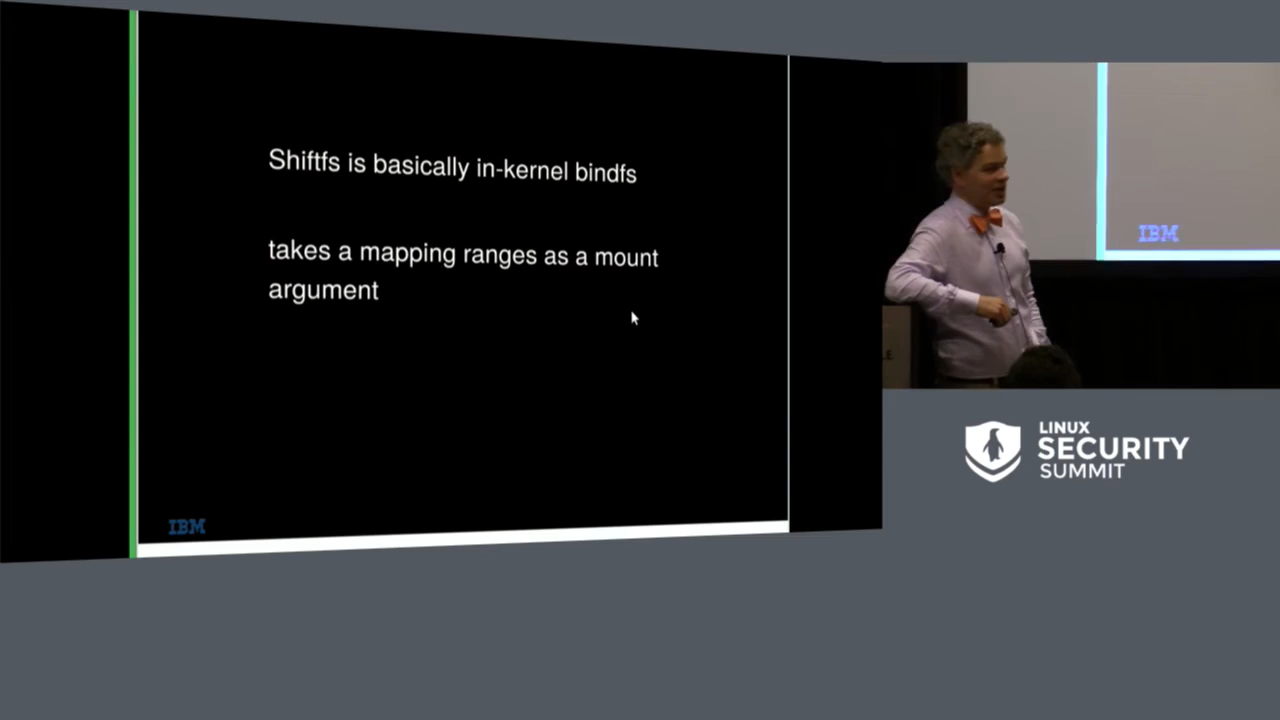 Shiftfs is basically in-kernel bindfs
takes a mapping ranges as a mount
argument
IBM
IBM
LINUX
SECURITY
SUMMIT